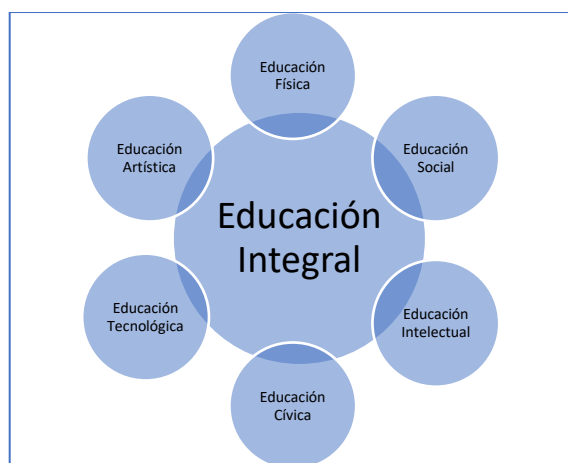 Educación
Física
Educación
Artística
Educación
Social
Educación
Integral
Educación
Tecnológica
Educación
Intelectual
Educación
Cívica